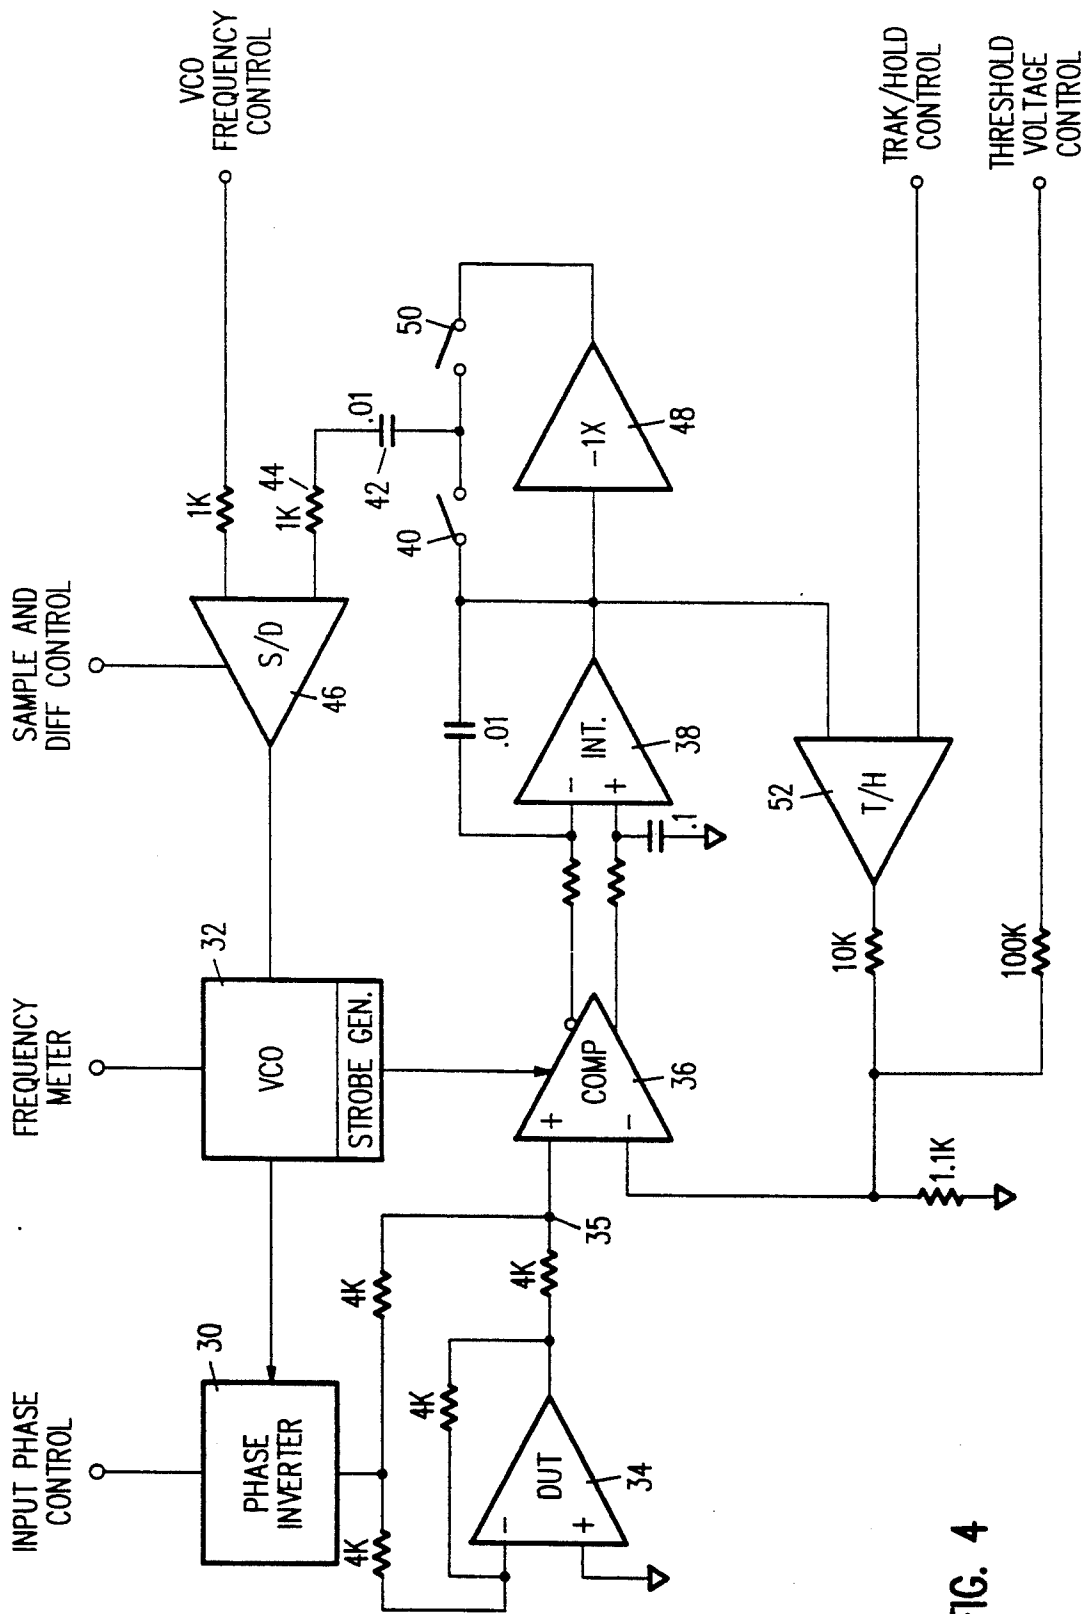 INPUT PHASE
CONTROL
FREQUENCY
METER
SAMPLE AND
DIFF CONTROL
VCO
FREQUENCY
CONTROL
30
PHASE
INVERTER
32
VCO
STROBE GEN.
S/D
46
1K
1K
44
.01
42
40
50
4K
4K
4K
4K
35
DUT
-
+
34
COMP
+
-
36
.01
INT.
-
+
38
.1
-1X
48
52
T/H
10K
100K
1.1K
TRAK/HOLD
CONTROL
THRESHOLD
VOLTAGE
CONTROL
FIG. 4